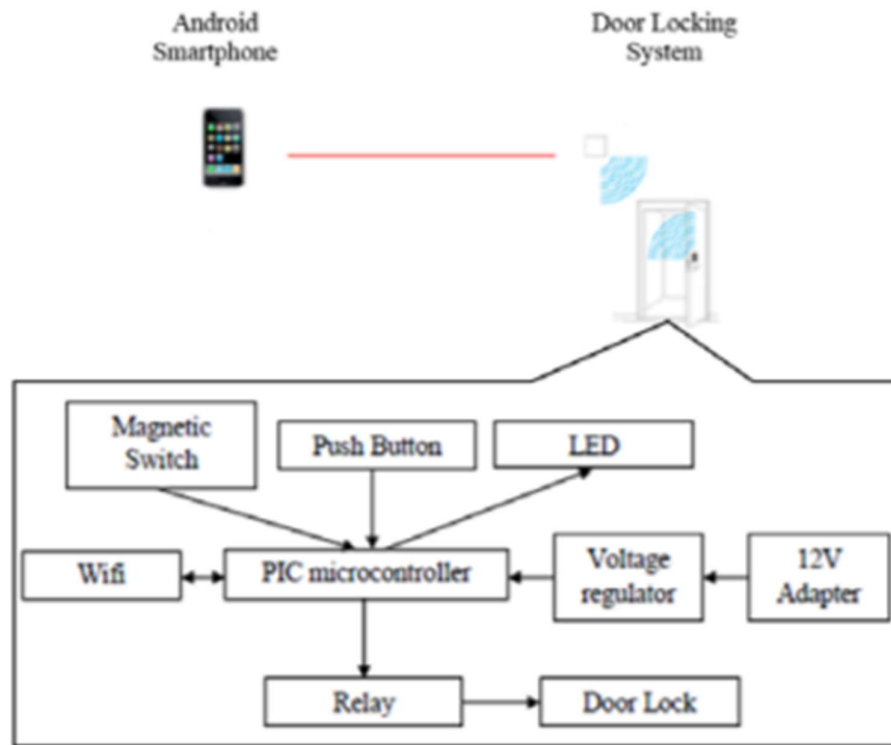 Android
Smartphone
Door Locking
System
Magnetic
Switch
Push Button
LED
Wifi
PIC microcontroller
Voltage
regulator
12V
Adapter
Relay
Door Lock